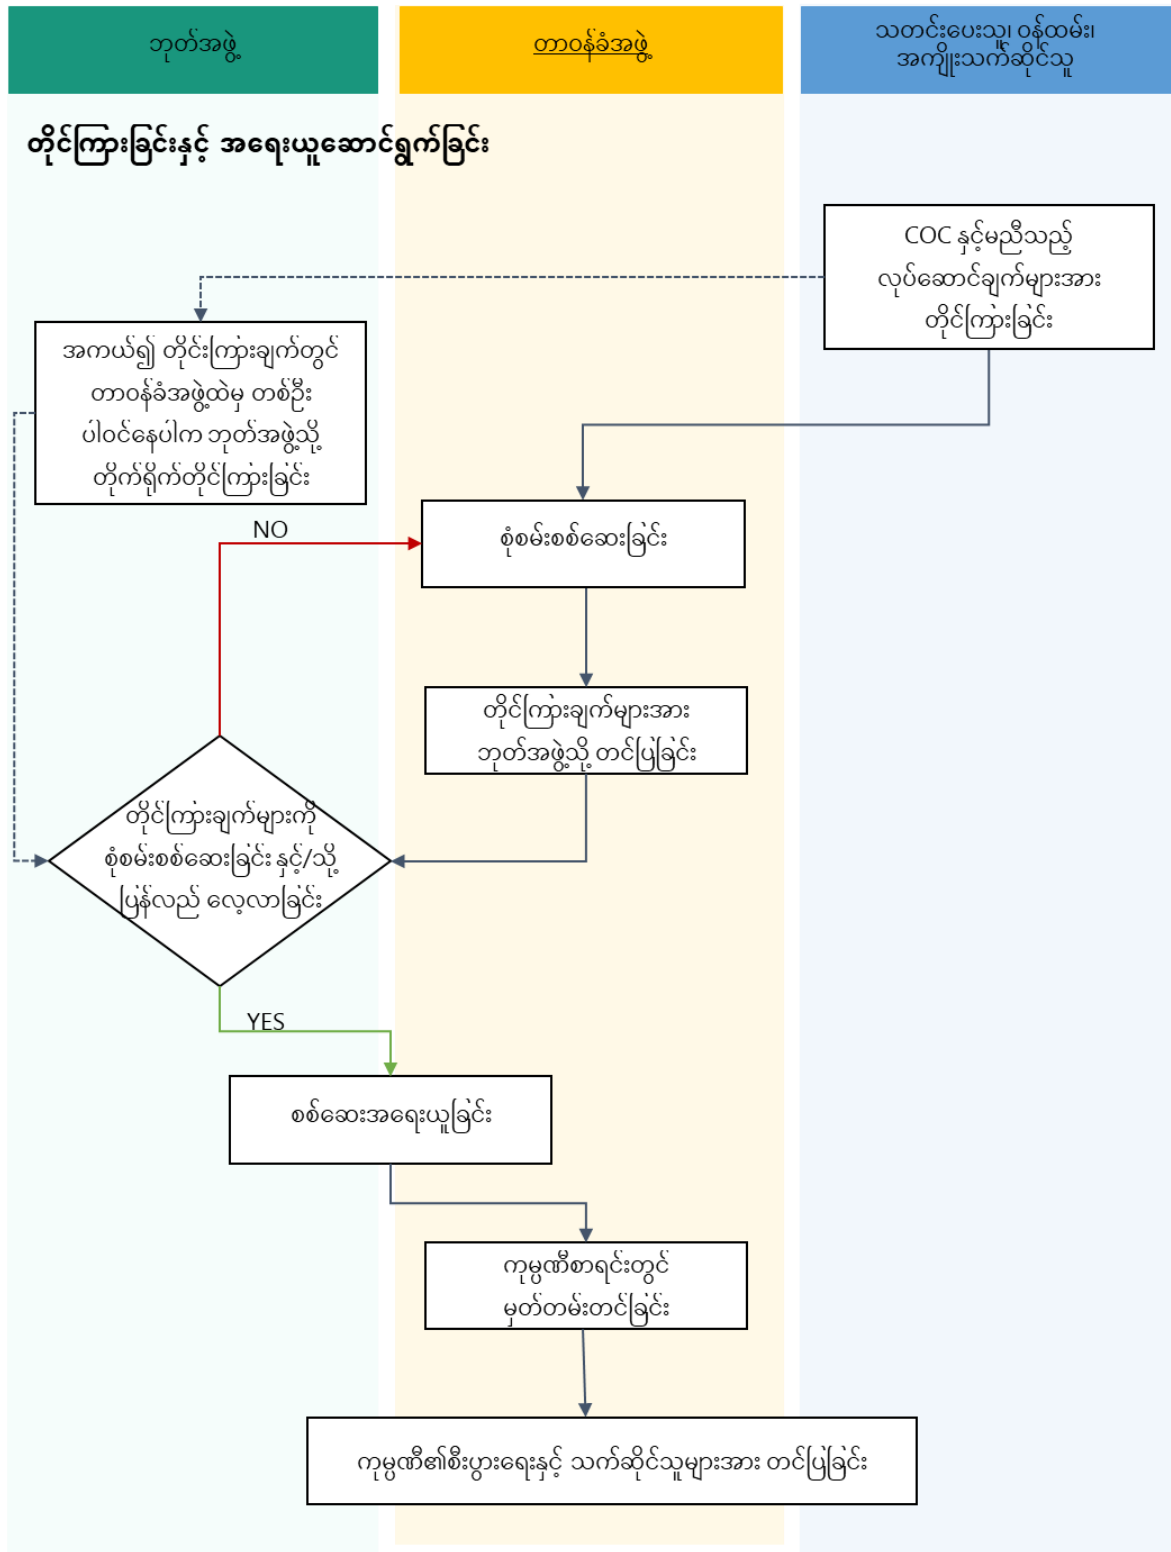 ဘုတ်အဖွဲ့
တာဝန်ခံအဖွဲ့
သတင်းပေးသူ၊ ဝန်ထမ်း၊
အကျိုးသက်ဆိုင်သူ
တိုင်ကြားခြင်းနှင့် အရေးယူဆောင်ရွက်ခြင်း
COC နှင့်မညီသည့်
လုပ်ဆောင်ချက်များအား
တိုင်ကြားခြင်း
အကယ်၍ တိုင်းကြားချက်တွင်
တာဝန်ခံအဖွဲ့ထဲမှ တစ်ဦး
ပါဝင်နေပါက ဘုတ်အဖွဲ့သို့
တိုက်ရိုက်တိုင်ကြားခြင်း
NO
စုံစမ်းစစ်ဆေးခြင်း
တိုင်ကြားချက်များအား
ဘုတ်အဖွဲ့သို့ တင်ပြခြင်း
တိုင်ကြားချက်များကို
စုံစမ်းစစ်ဆေးခြင်း နှင့်/သို့
ပြန်လည် လေ့လာခြင်း
YES
စစ်ဆေးအရေးယူခြင်း
ကုမ္ပဏီစာရင်းတွင်
မှတ်တမ်းတင်ခြင်း
ကုမ္ပဏီ၏စီးပွားရေးနှင့် သက်ဆိုင်သူများအား တင်ပြခြင်း